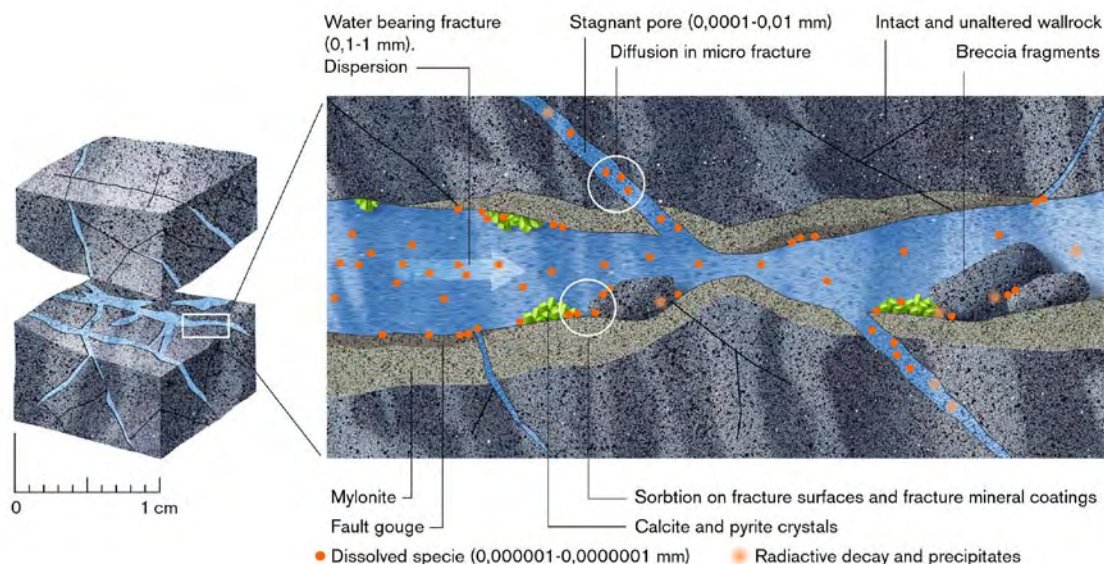 Water bearing fracture
(0,1-1 mm).
Dispersion
Stagnant pore (0,0001-0,01 mm)
Diffusion in micro fracture
Intact and unaltered wallrock
Breccia fragments
0
1 cm
Mylonite
Fault gouge
Sorbtion on fracture surfaces and fracture mineral coatings
Calcite and pyrite crystals
Dissolved specie (0,000001-0,0000001 mm)
Radiactive decay and precipitates